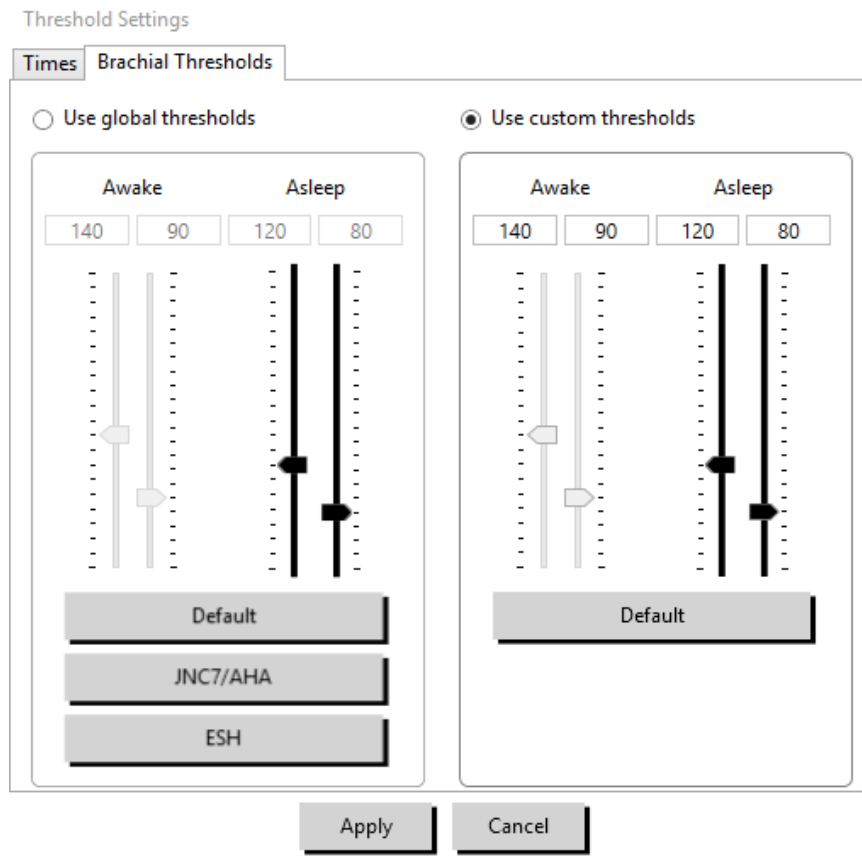 Threshold Settings
Times Brachial Thresholds
Use global thresholds
Awake Asleep
140 90 120 80
Default
JNC7/AHA
ESH
Use custom thresholds
Awake Asleep
140 90 120 80
Default
Apply Cancel